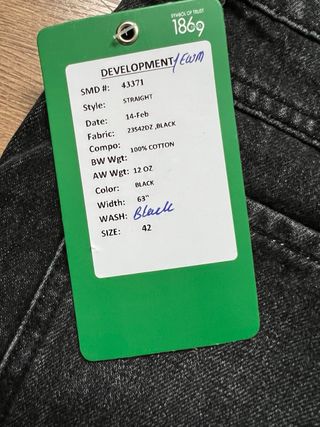 SYMBOL OF TRUST
1869
DEVELOPMENT/EWM
SMD #: 43371
Style: STRAIGHT
Date: 14-Feb
Fabric: 23542DZ ,BLACK
Compo: 100% COTTON
BW Wgt:
AW Wgt: 12 OZ
Color: BLACK
Width: 63"
WASH: Black
SIZE: 42